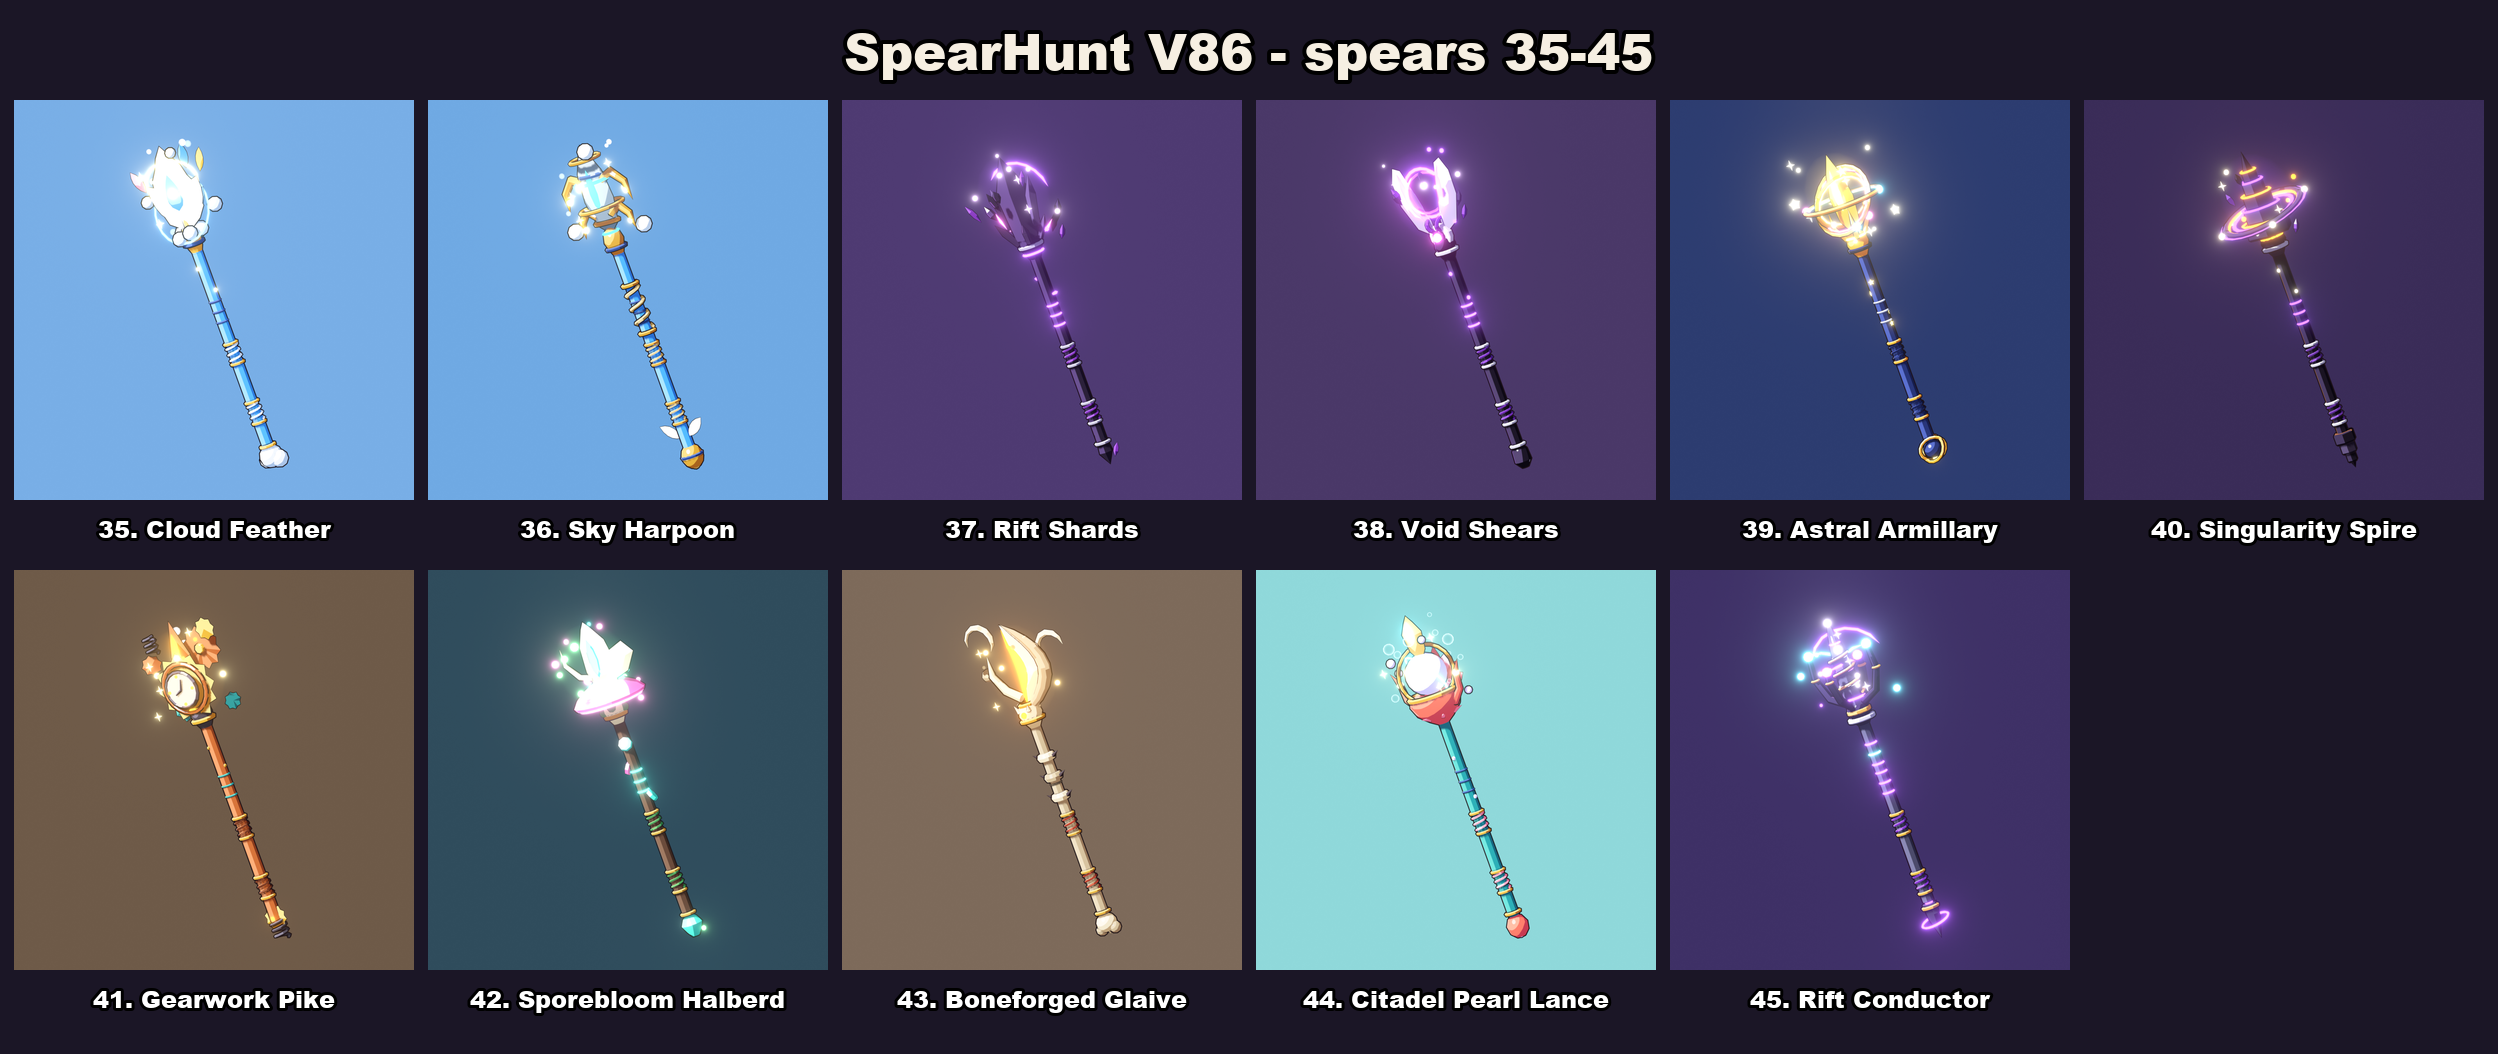 SpearHunt V86 - spears 35-45
35. Cloud Feather
36. Sky Harpoon
37. Rift Shards
38. Void Shears
39. Astral Armillary
40. Singularity Spire
41. Gearwork Pike
42. Sporebloom Halberd
43. Boneforged Glaive
44. Citadel Pearl Lance
45. Rift Conductor